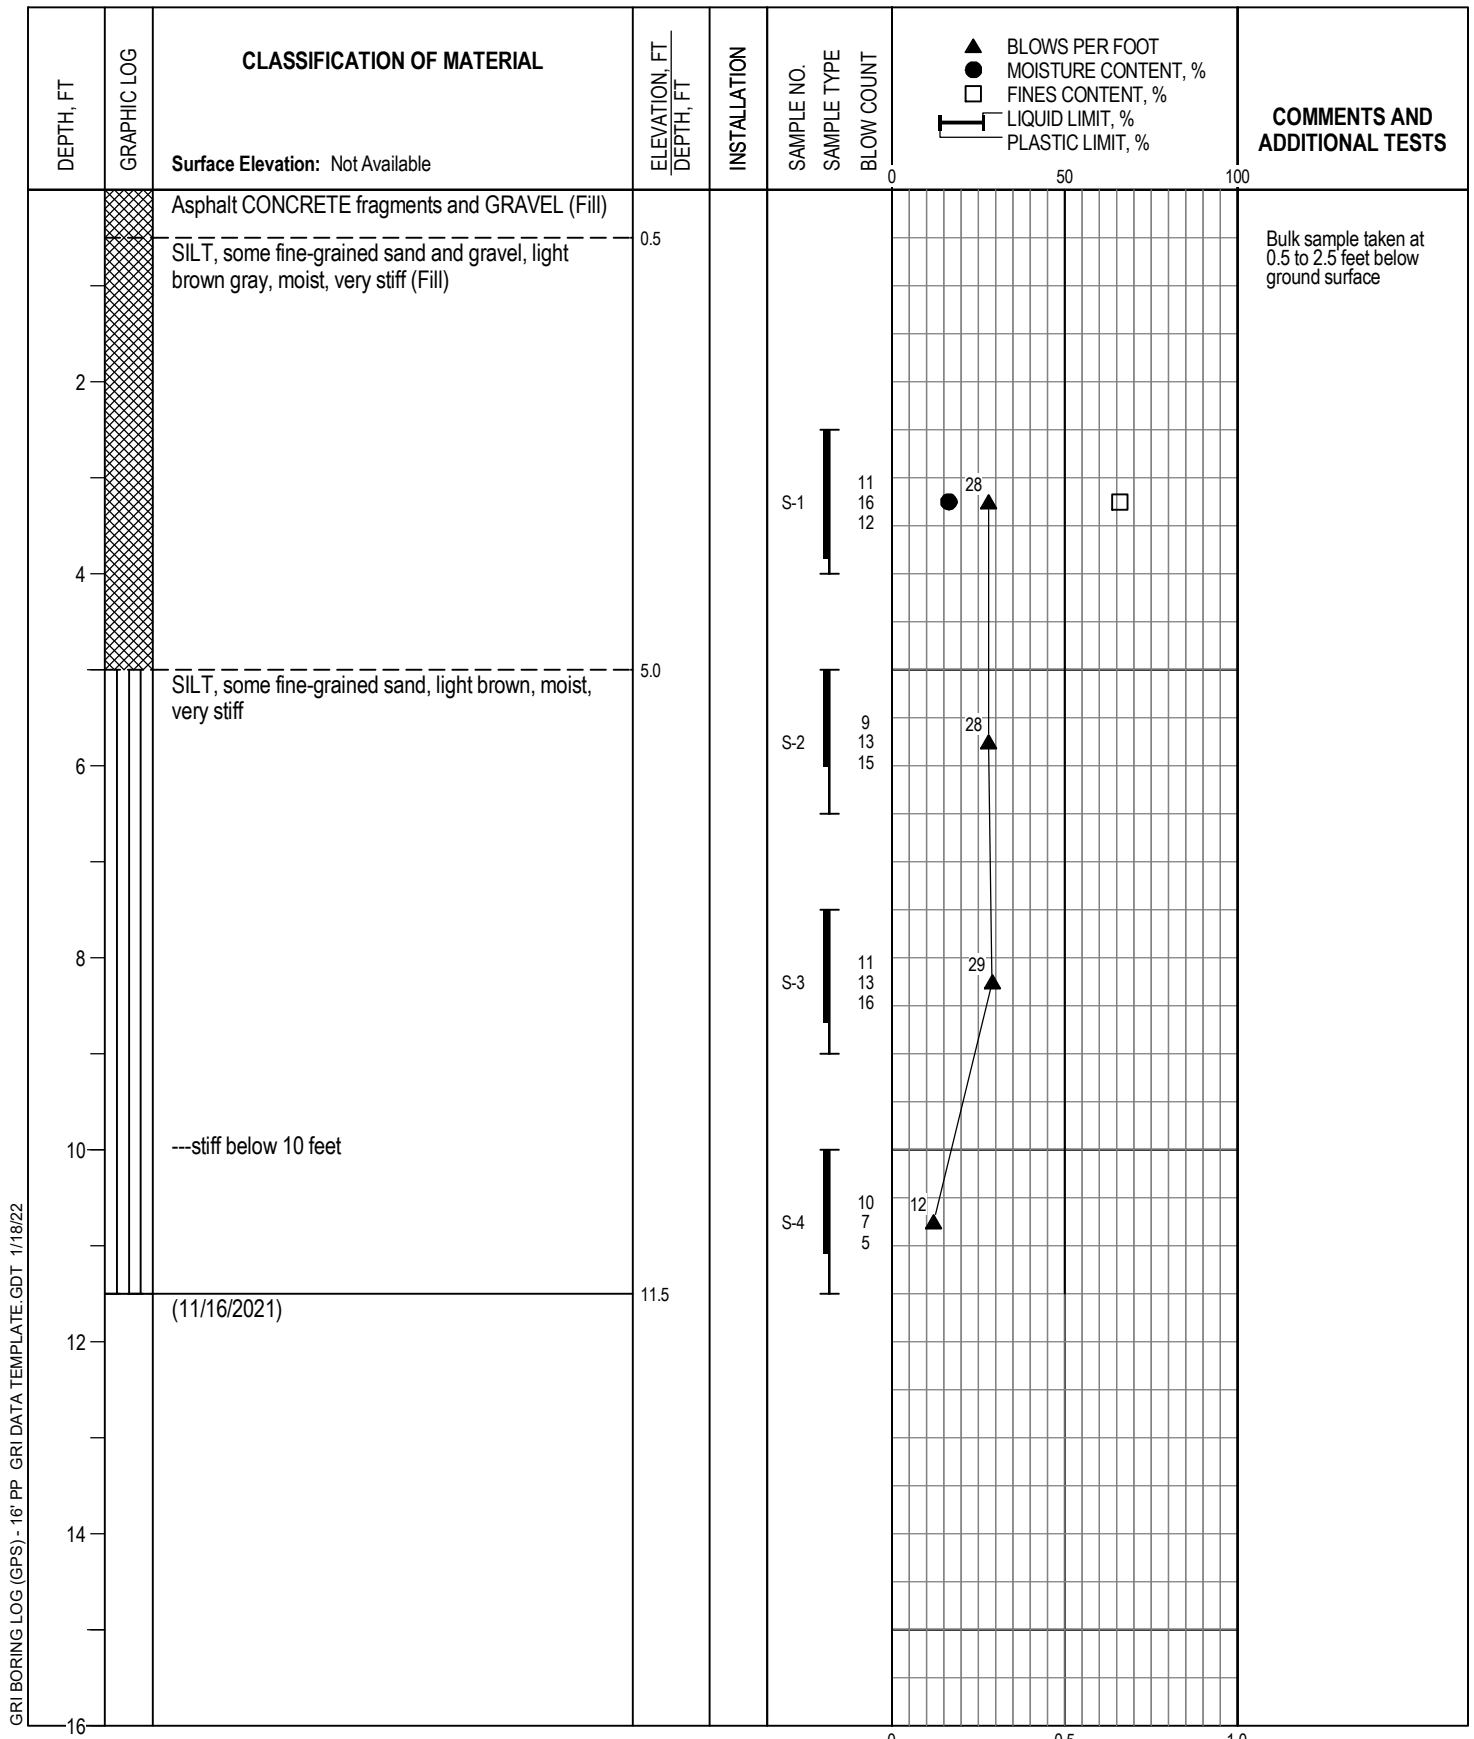 DEPTH, FT
GRAPHIC LOG
CLASSIFICATION OF MATERIAL
Surface Elevation: Not Available
ELEVATION, FT
DEPTH, FT
INSTALLATION
SAMPLE NO.
SAMPLE TYPE
BLOW COUNT
BLOWS PER FOOT
MOISTURE CONTENT, %
FINES CONTENT, %
LIQUID LIMIT, %
PLASTIC LIMIT, %
0 50 100
COMMENTS AND
ADDITIONAL TESTS
Asphalt CONCRETE fragments and GRAVEL (Fill)
0.5
SILT, some fine-grained sand and gravel, light
brown gray, moist, very stiff (Fill)
Bulk sample taken at
0.5 to 2.5 feet below
ground surface
2
S-1
11
16
12
28
4
5.0
SILT, some fine-grained sand, light brown, moist,
very stiff
S-2
9
13
15
28
6
8
S-3
11
13
16
29
10
---stiff below 10 feet
S-4
10
7
5
12
11.5
(11/16/2021)
12
14
16
0 0.5 1.0
GRI BORING LOG (GPS) - 16' PP GRI DATA TEMPLATE.GDT 1/18/22